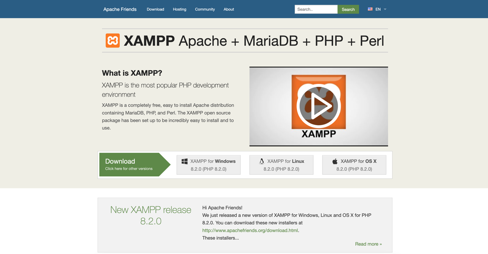 Apache Friends Download Hosting Community About Search... Search EN
XAMPP Apache + MariaDB + PHP + Perl
What is XAMPP?
XAMPP is the most popular PHP development
environment
XAMPP is a completely free, easy to install Apache distribution
containing MariaDB, PHP, and Perl. The XAMPP open source
package has been set up to be incredibly easy to install and to
use.
XAMPP
Download
Click here for other versions
XAMPP for Windows
8.2.0 (PHP 8.2.0)
XAMPP for Linux
8.2.0 (PHP 8.2.0)
XAMPP for OS X
8.2.0 (PHP 8.2.0)
New XAMPP release
8.2.0
Hi Apache Friends!
We just released a new version of XAMPP for Windows, Linux and OS X for PHP
8.2.0. You can download these new installers at
http://www.apachefriends.org/download.html.
These installers...
Read more »